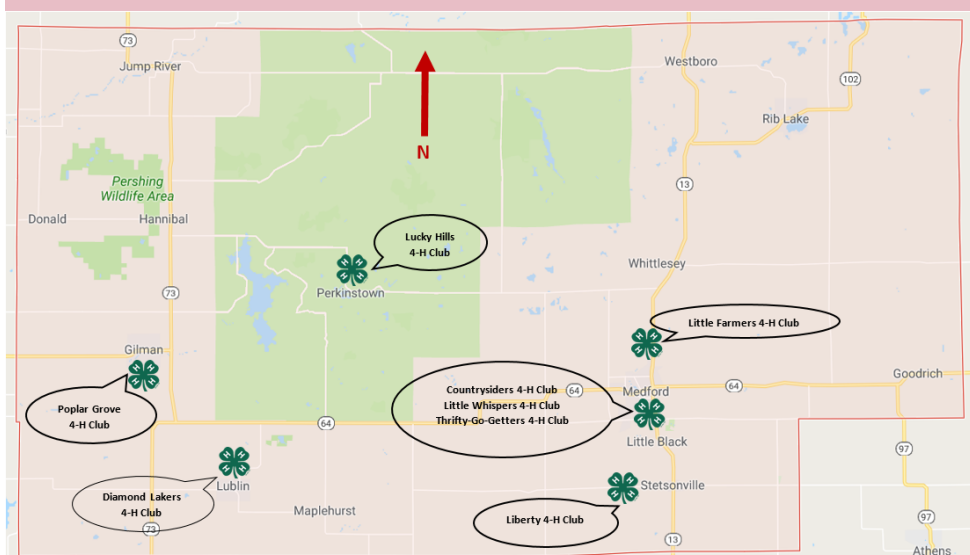 73
Jump River
Westboro
102
Rib Lake
N
Pershing
Wildlife Area
13
Donald
Hannibal
Lucky Hills
4-H Club
Whittlesey
Perkinstown
73
Little Farmers 4-H Club
Gilman
Goodrich
Countrysiders 4-H Club
64
64
Medford
Little Whispers 4-H Club
Poplar Grove
4-H Club
Thrifty-Go-Getters 4-H Club
64
Little Black
97
Lublin
Stetsonville
Diamond Lakers
4-H Club
Maplehurst
Liberty 4-H Club
97
73
13
Athens